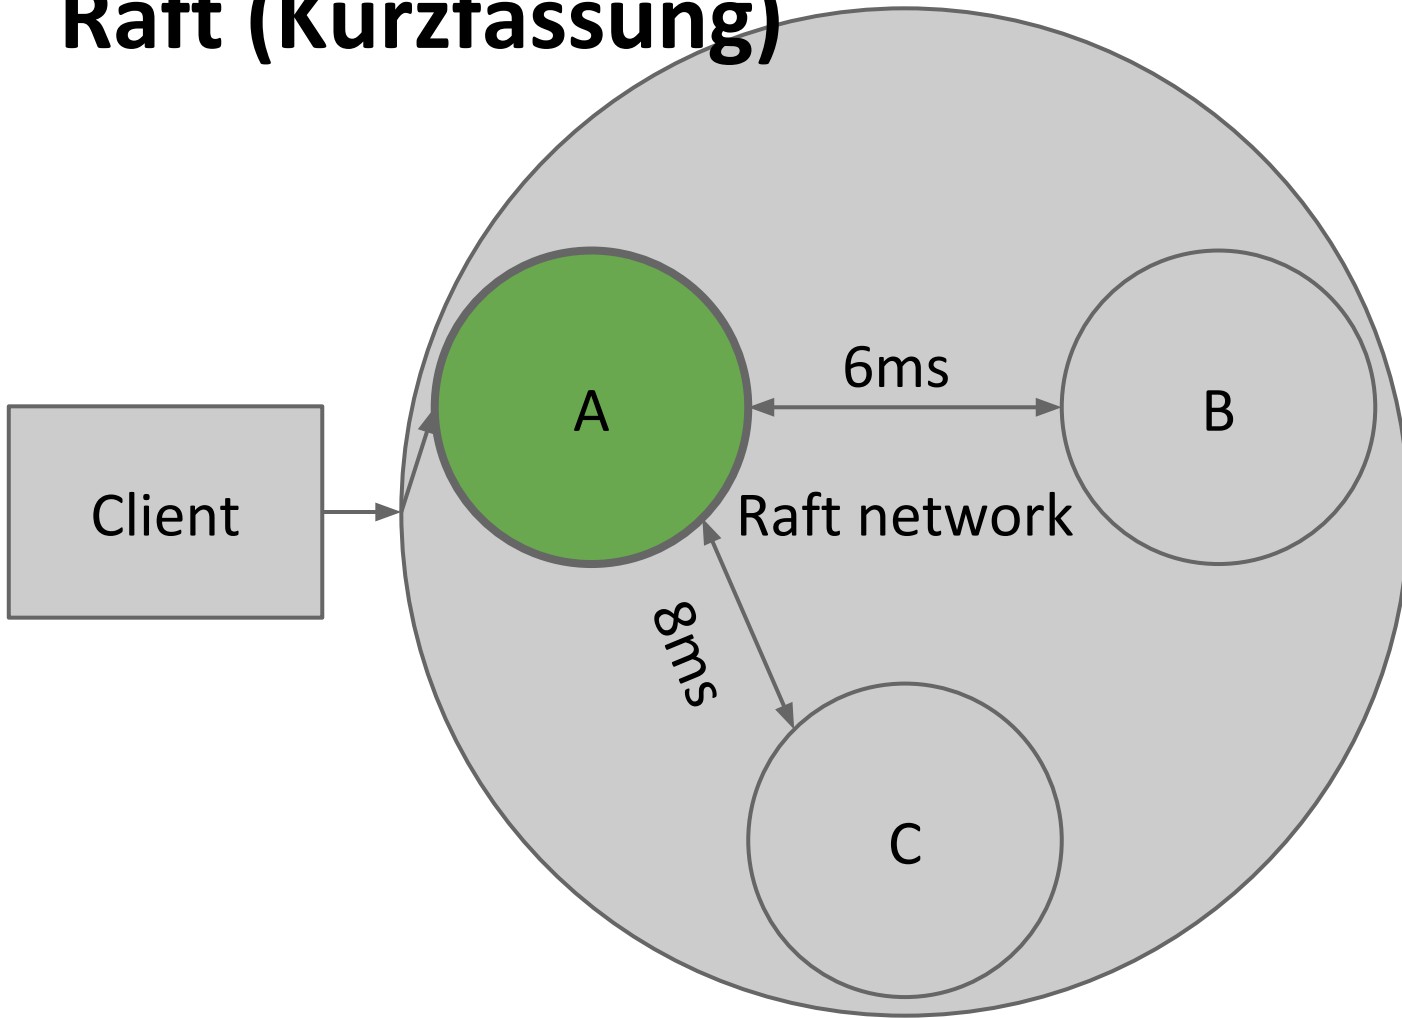 Raft (Kurzfassung)
6ms
A
B
Client
Raft network
8ms
C